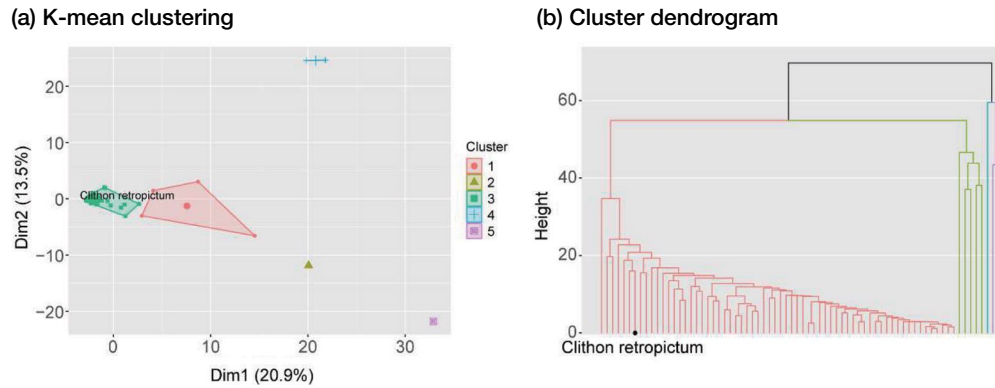 (a) K-mean clustering
20
10
0
−10
−20
Dim2 (13.5%)
Clithon retropictum
0
10
20
30
Dim1 (20.9%)
Cluster
1
2
3
4
5
(b) Cluster dendrogram
60
40
20
0
Height
Clithon retropictum